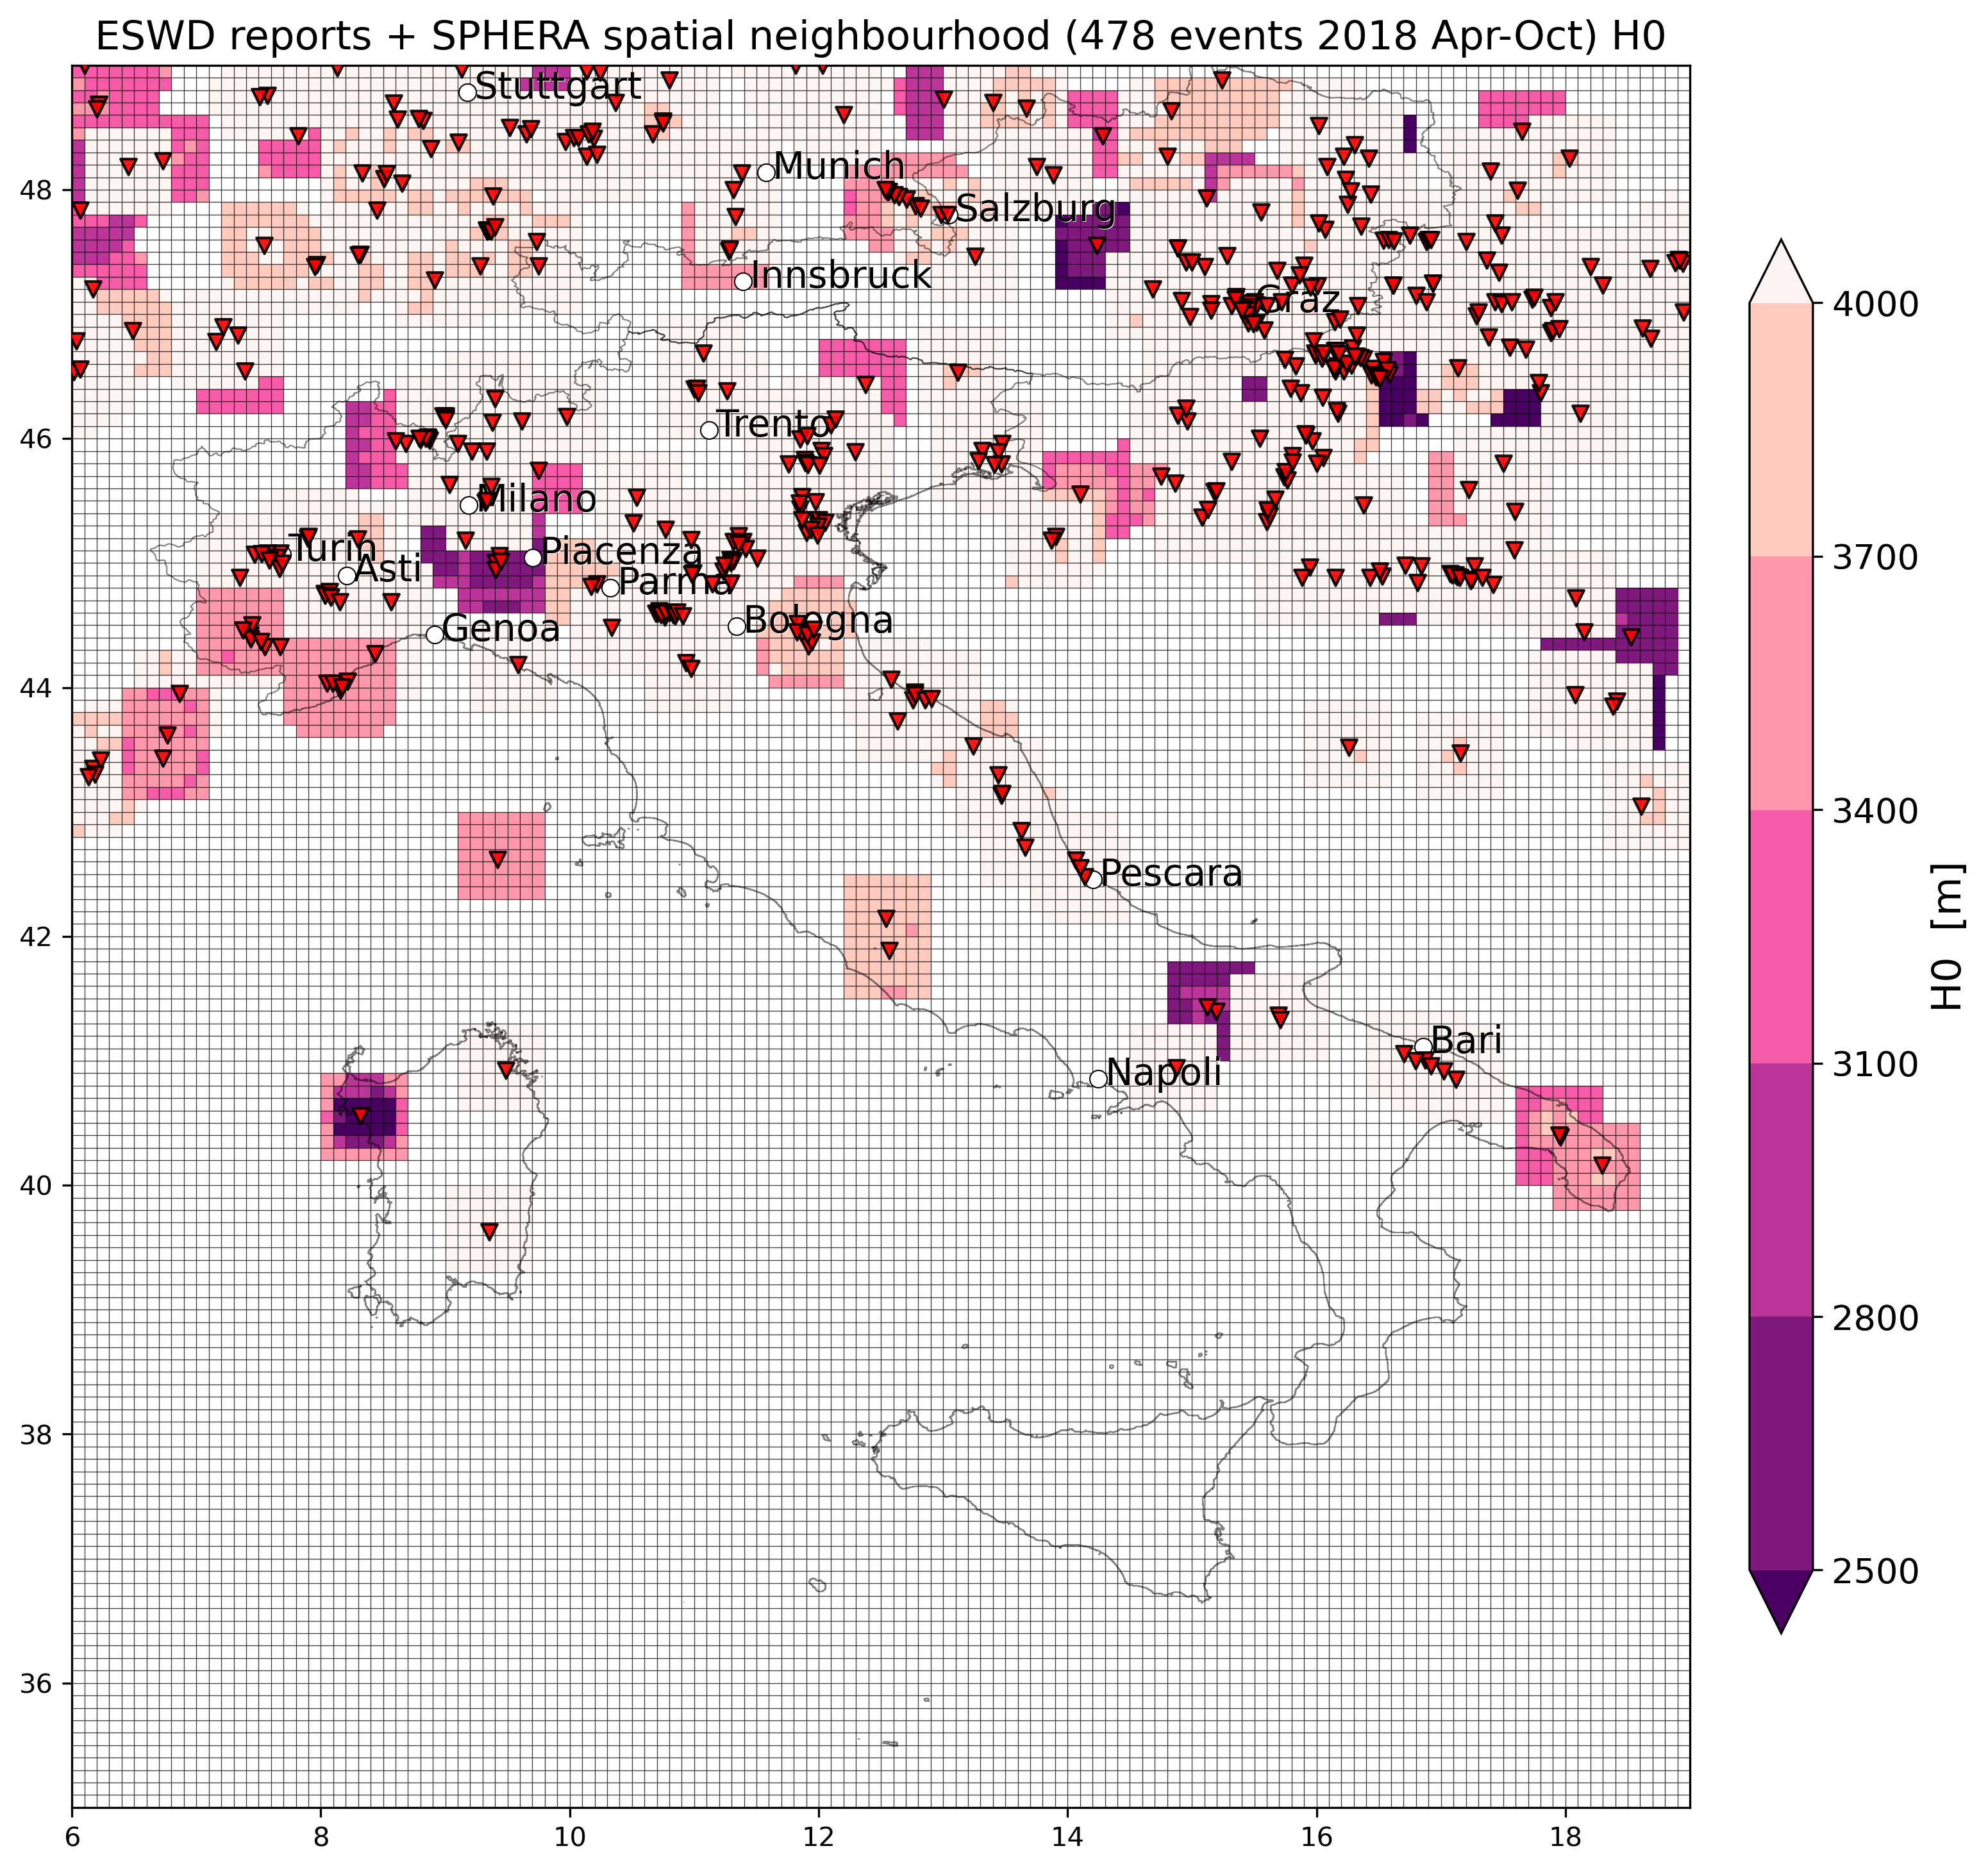 ESWD reports + SPHERA spatial neighbourhood (478 events 2018 Apr-Oct) H0
Stuttgart
Munich
Salzburg
Innsbruck
Graz
Trento
Milano
Turin
Piacenza
Asti
Parma
Genoa
Bologna
Pescara
Bari
Napoli
48
46
44
42
40
38
36
6
8
10
12
14
16
18
4000
3700
3400
3100
2800
2500
H0 [m]